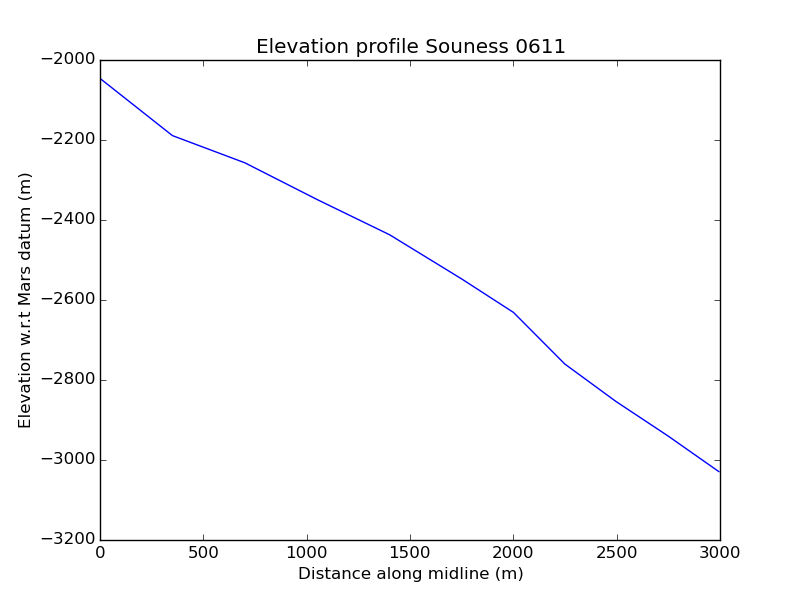 Elevation profile Souness 0611
−2000
−2200
−2400
−2600
−2800
−3000
−3200
Elevation w.r.t Mars datum (m)
0 500 1000 1500 2000 2500 3000
Distance along midline (m)